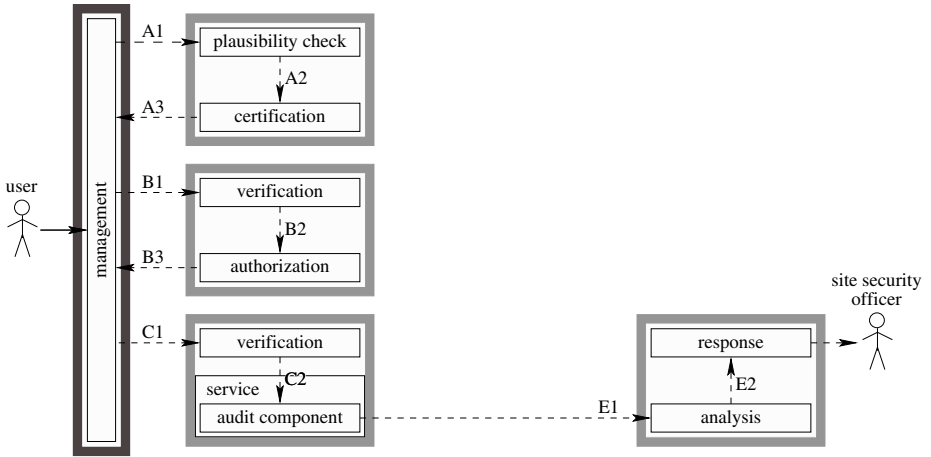 A1
plausibility check
A2
A3
certification
user
management
B1
verification
B2
B3
authorization
site security
officer
C1
verification
response
C2
service
E2
audit component
E1
analysis